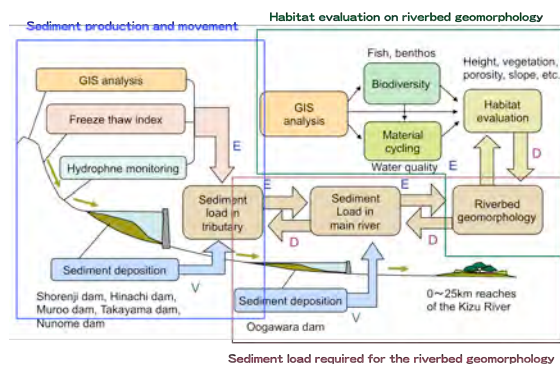 Sediment production and movement
Habitat evaluation on riverbed geomorphology
GIS analysis
Freeze thaw index
Hydrophne monitoring
E
Sediment deposition
V
Shorenji dam, Hinachi dam,
Muroo dam, Takayama dam,
Nunome dam
Sediment
load in
tributary
E
D
Sediment
Load in
main river
E
D
Sediment deposition
V
Oogawara dam
Fish, benthos
Biodiversity
GIS
analysis
Material
cycling
Water quality
Height, vegetation,
porosity, slope, etc.
Habitat
evaluation
E
D
Riverbed
geomorphology
0～25km reaches
of the Kizu River
Sediment load required for the riverbed geomorphology